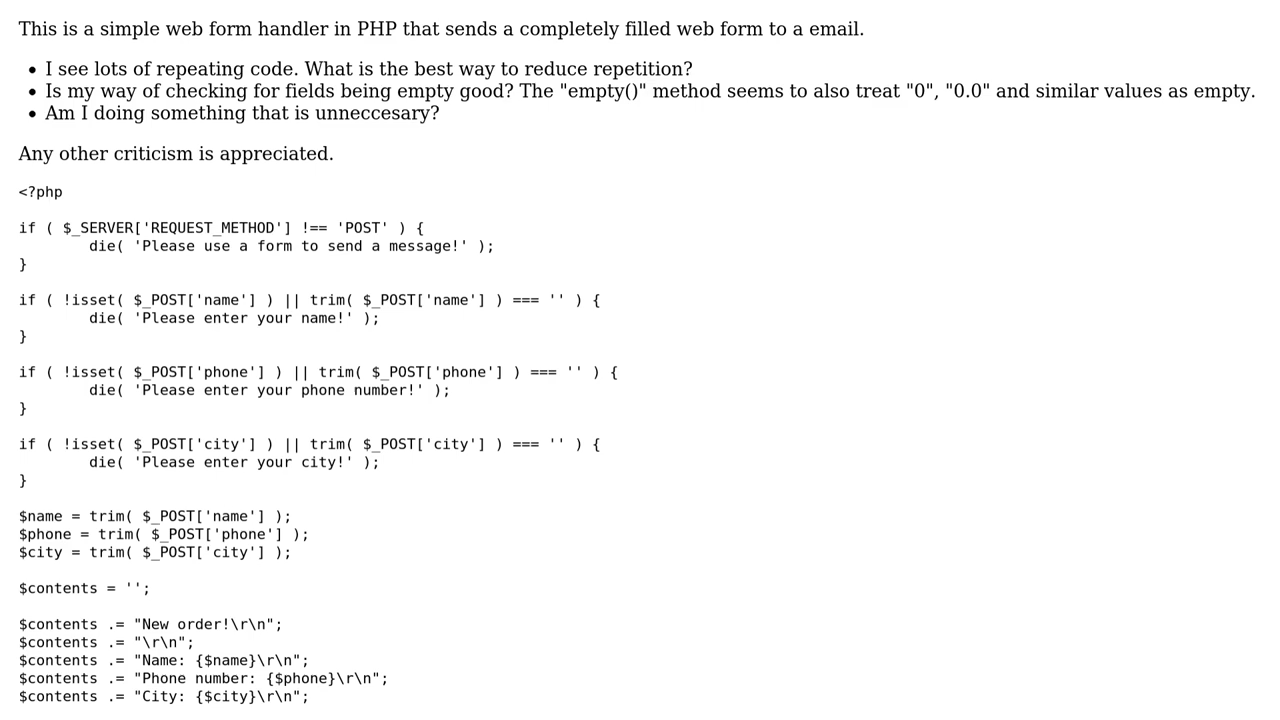 This is a simple web form handler in PHP that sends a completely filled web form to a email.
• I see lots of repeating code. What is the best way to reduce repetition?
• Is my way of checking for fields being empty good? The "empty()" method seems to also treat "0", "0.0" and similar values as empty.
• Am I doing something that is unneccesary?
Any other criticism is appreciated.
<?php
if ( $_SERVER['REQUEST_METHOD'] !== 'POST' ) {
        die( 'Please use a form to send a message!' );
}
if ( !isset( $_POST['name'] ) || trim( $_POST['name'] ) === '' ) {
        die( 'Please enter your name!' );
}
if ( !isset( $_POST['phone'] ) || trim( $_POST['phone'] ) === '' ) {
        die( 'Please enter your phone number!' );
}
if ( !isset( $_POST['city'] ) || trim( $_POST['city'] ) === '' ) {
        die( 'Please enter your city!' );
}
$name = trim( $_POST['name'] );
$phone = trim( $_POST['phone'] );
$city = trim( $_POST['city'] );
$contents = '';
$contents .= "New order!\r\n";
$contents .= "\r\n";
$contents .= "Name: {$name}\r\n";
$contents .= "Phone number: {$phone}\r\n";
$contents .= "City: {$city}\r\n";